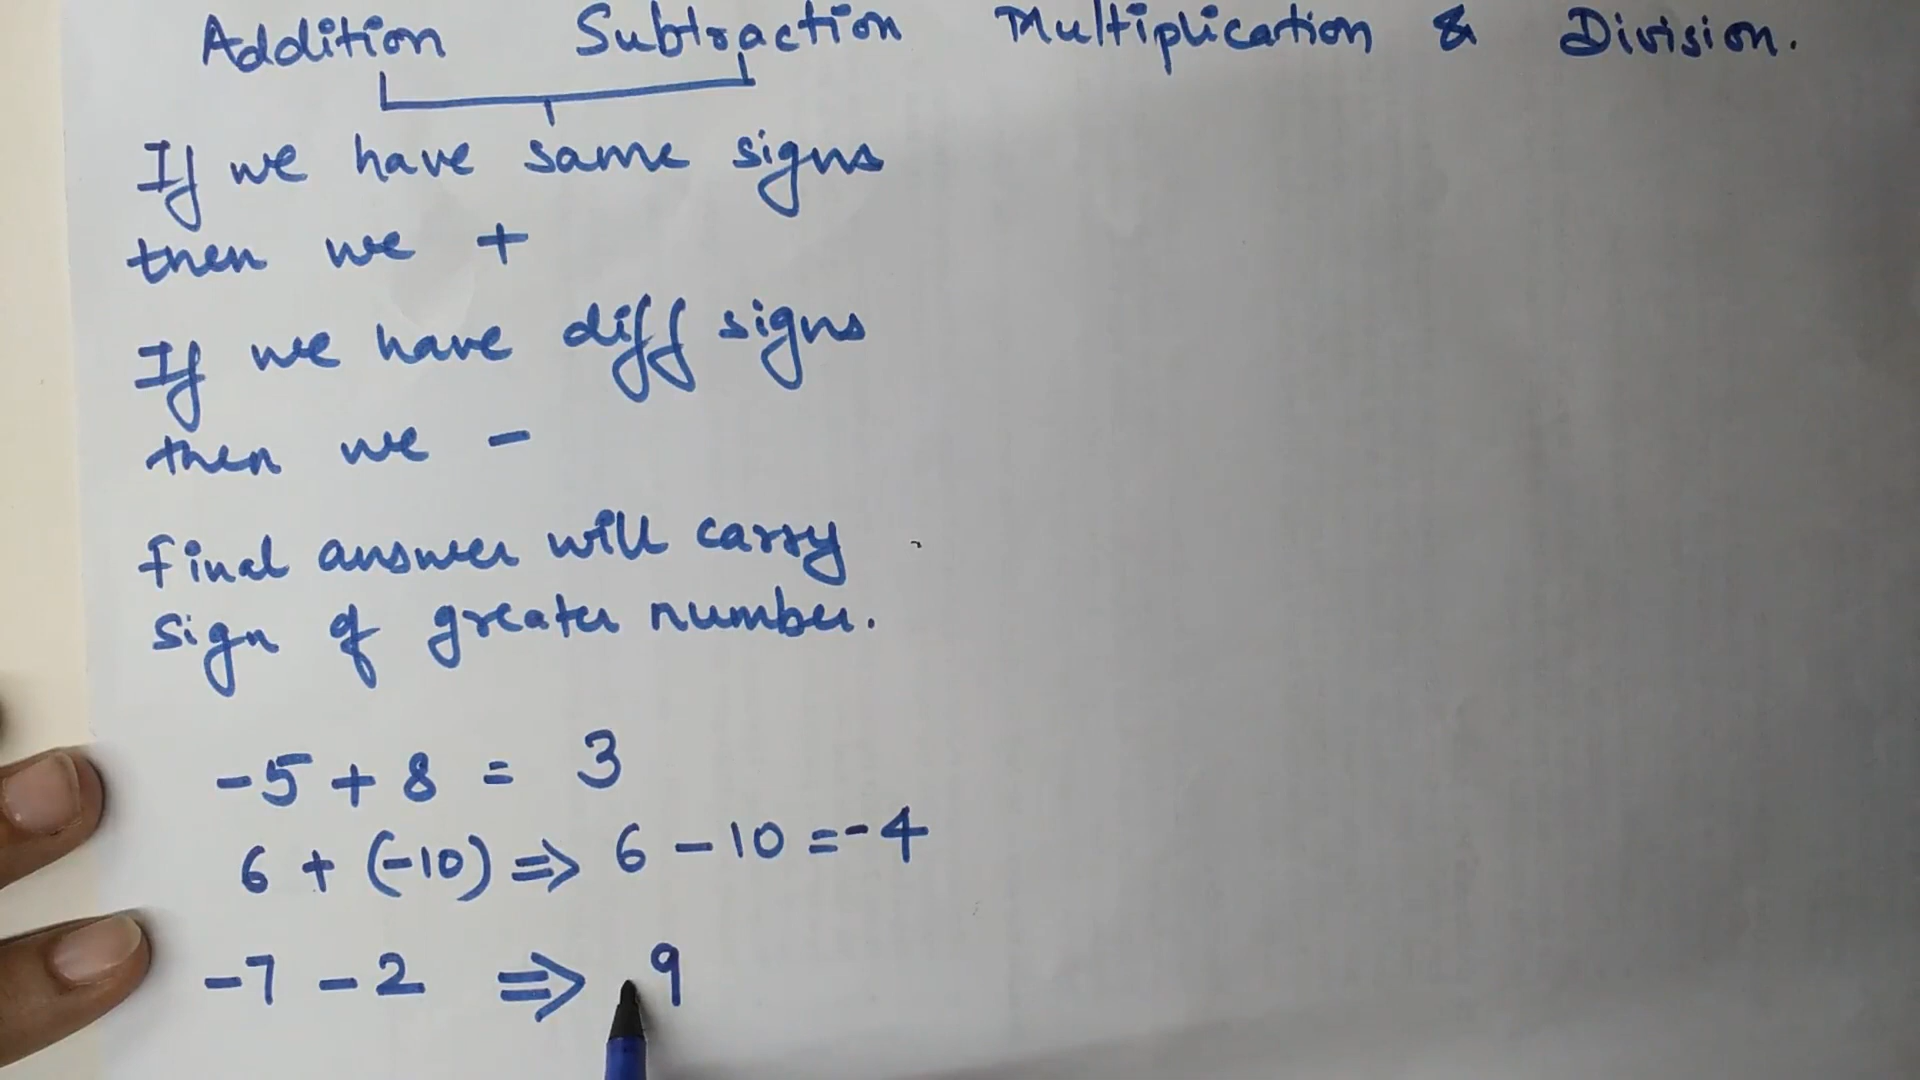 Addition Subtraction Multiplication & Division.
If we have same signs
then we +
If we have diff signs
then we -
Final answer will carry
sign of greater number.
-5 + 8 = 3
6 + (-10) ⇒ 6 - 10 = -4
-7 - 2 ⇒ 9